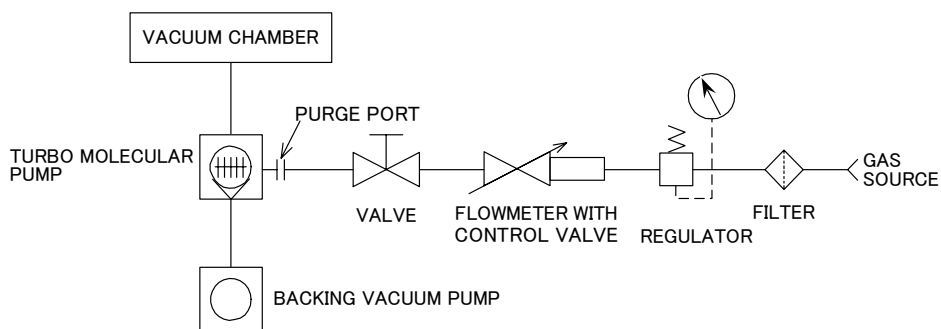 VACUUM CHAMBER
PURGE PORT
TURBO MOLECULAR
PUMP
GAS
SOURCE
VALVE
FLOWMETER WITH
CONTROL VALVE
REGULATOR
FILTER
BACKING VACUUM PUMP